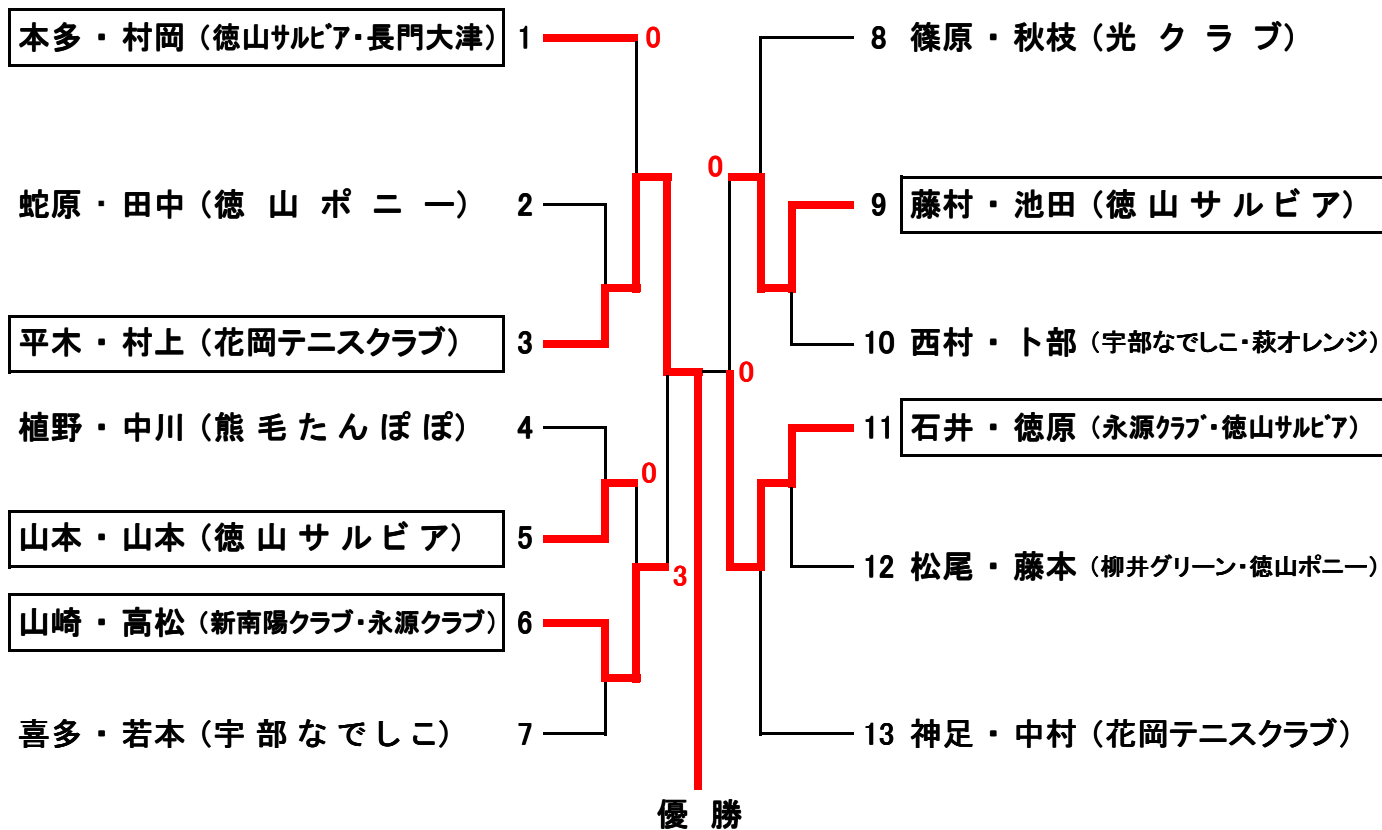 本多・村岡（徳山ｻﾙﾋﾞｱ・長門大津） 1 0
蛇原・田中（徳山ポニー） 2
平木・村上（花岡テニスクラブ） 3
植野・中川（熊毛たんぽぽ） 4
0
山本・山本（徳山サルビア） 5
3
山崎・高松（新南陽クラブ・永源クラブ） 6
喜多・若本（宇部なでしこ） 7
8 篠原・秋枝（光クラブ）
0
9 藤村・池田（徳山サルビア）
10 西村・卜部（宇部なでしこ・萩オレンジ）
0
11 石井・徳原（永源ｸﾗﾌﾞ・徳山ｻﾙﾋﾞｱ）
12 松尾・藤本（柳井グリーン・徳山ポニー）
13 神足・中村（花岡テニスクラブ）
優勝